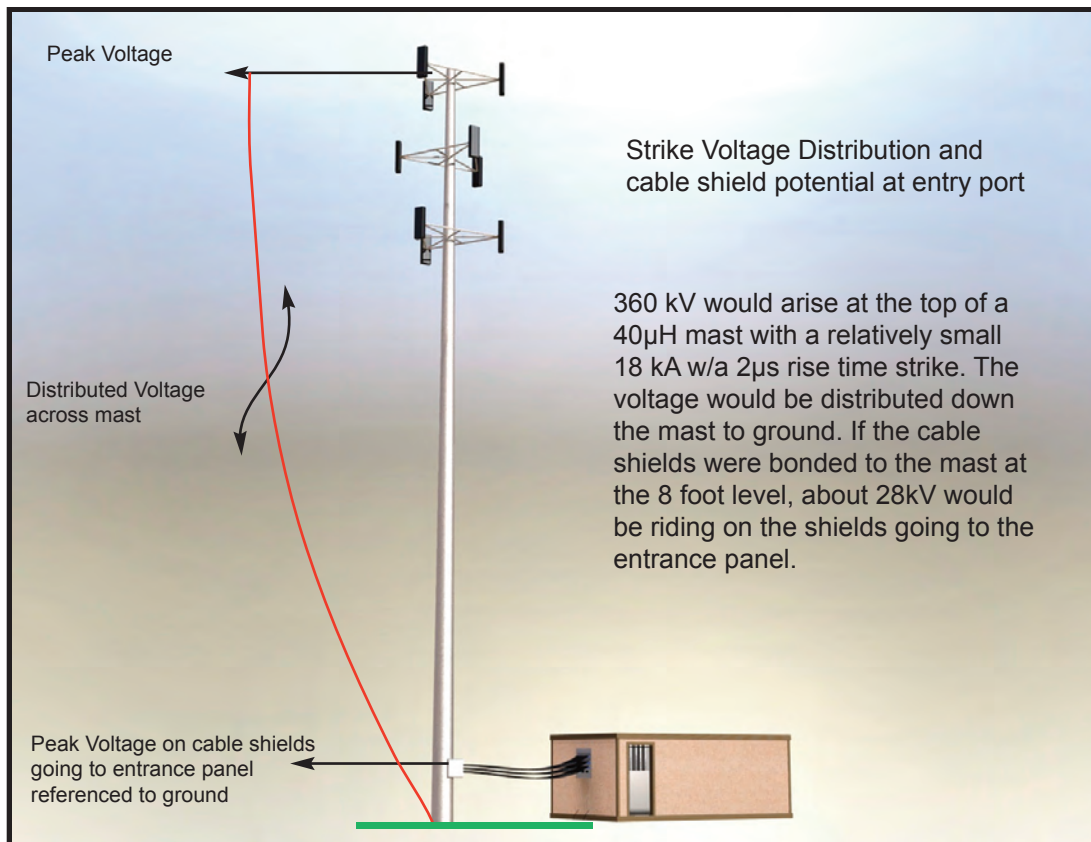 Peak Voltage
Strike Voltage Distribution and
cable shield potential at entry port
360 kV would arise at the top of a
40µH mast with a relatively small
18 kA w/a 2µs rise time strike. The
voltage would be distributed down
the mast to ground. If the cable
shields were bonded to the mast at
the 8 foot level, about 28kV would
be riding on the shields going to the
entrance panel.
Distributed Voltage
across mast
Peak Voltage on cable shields
going to entrance panel
referenced to ground